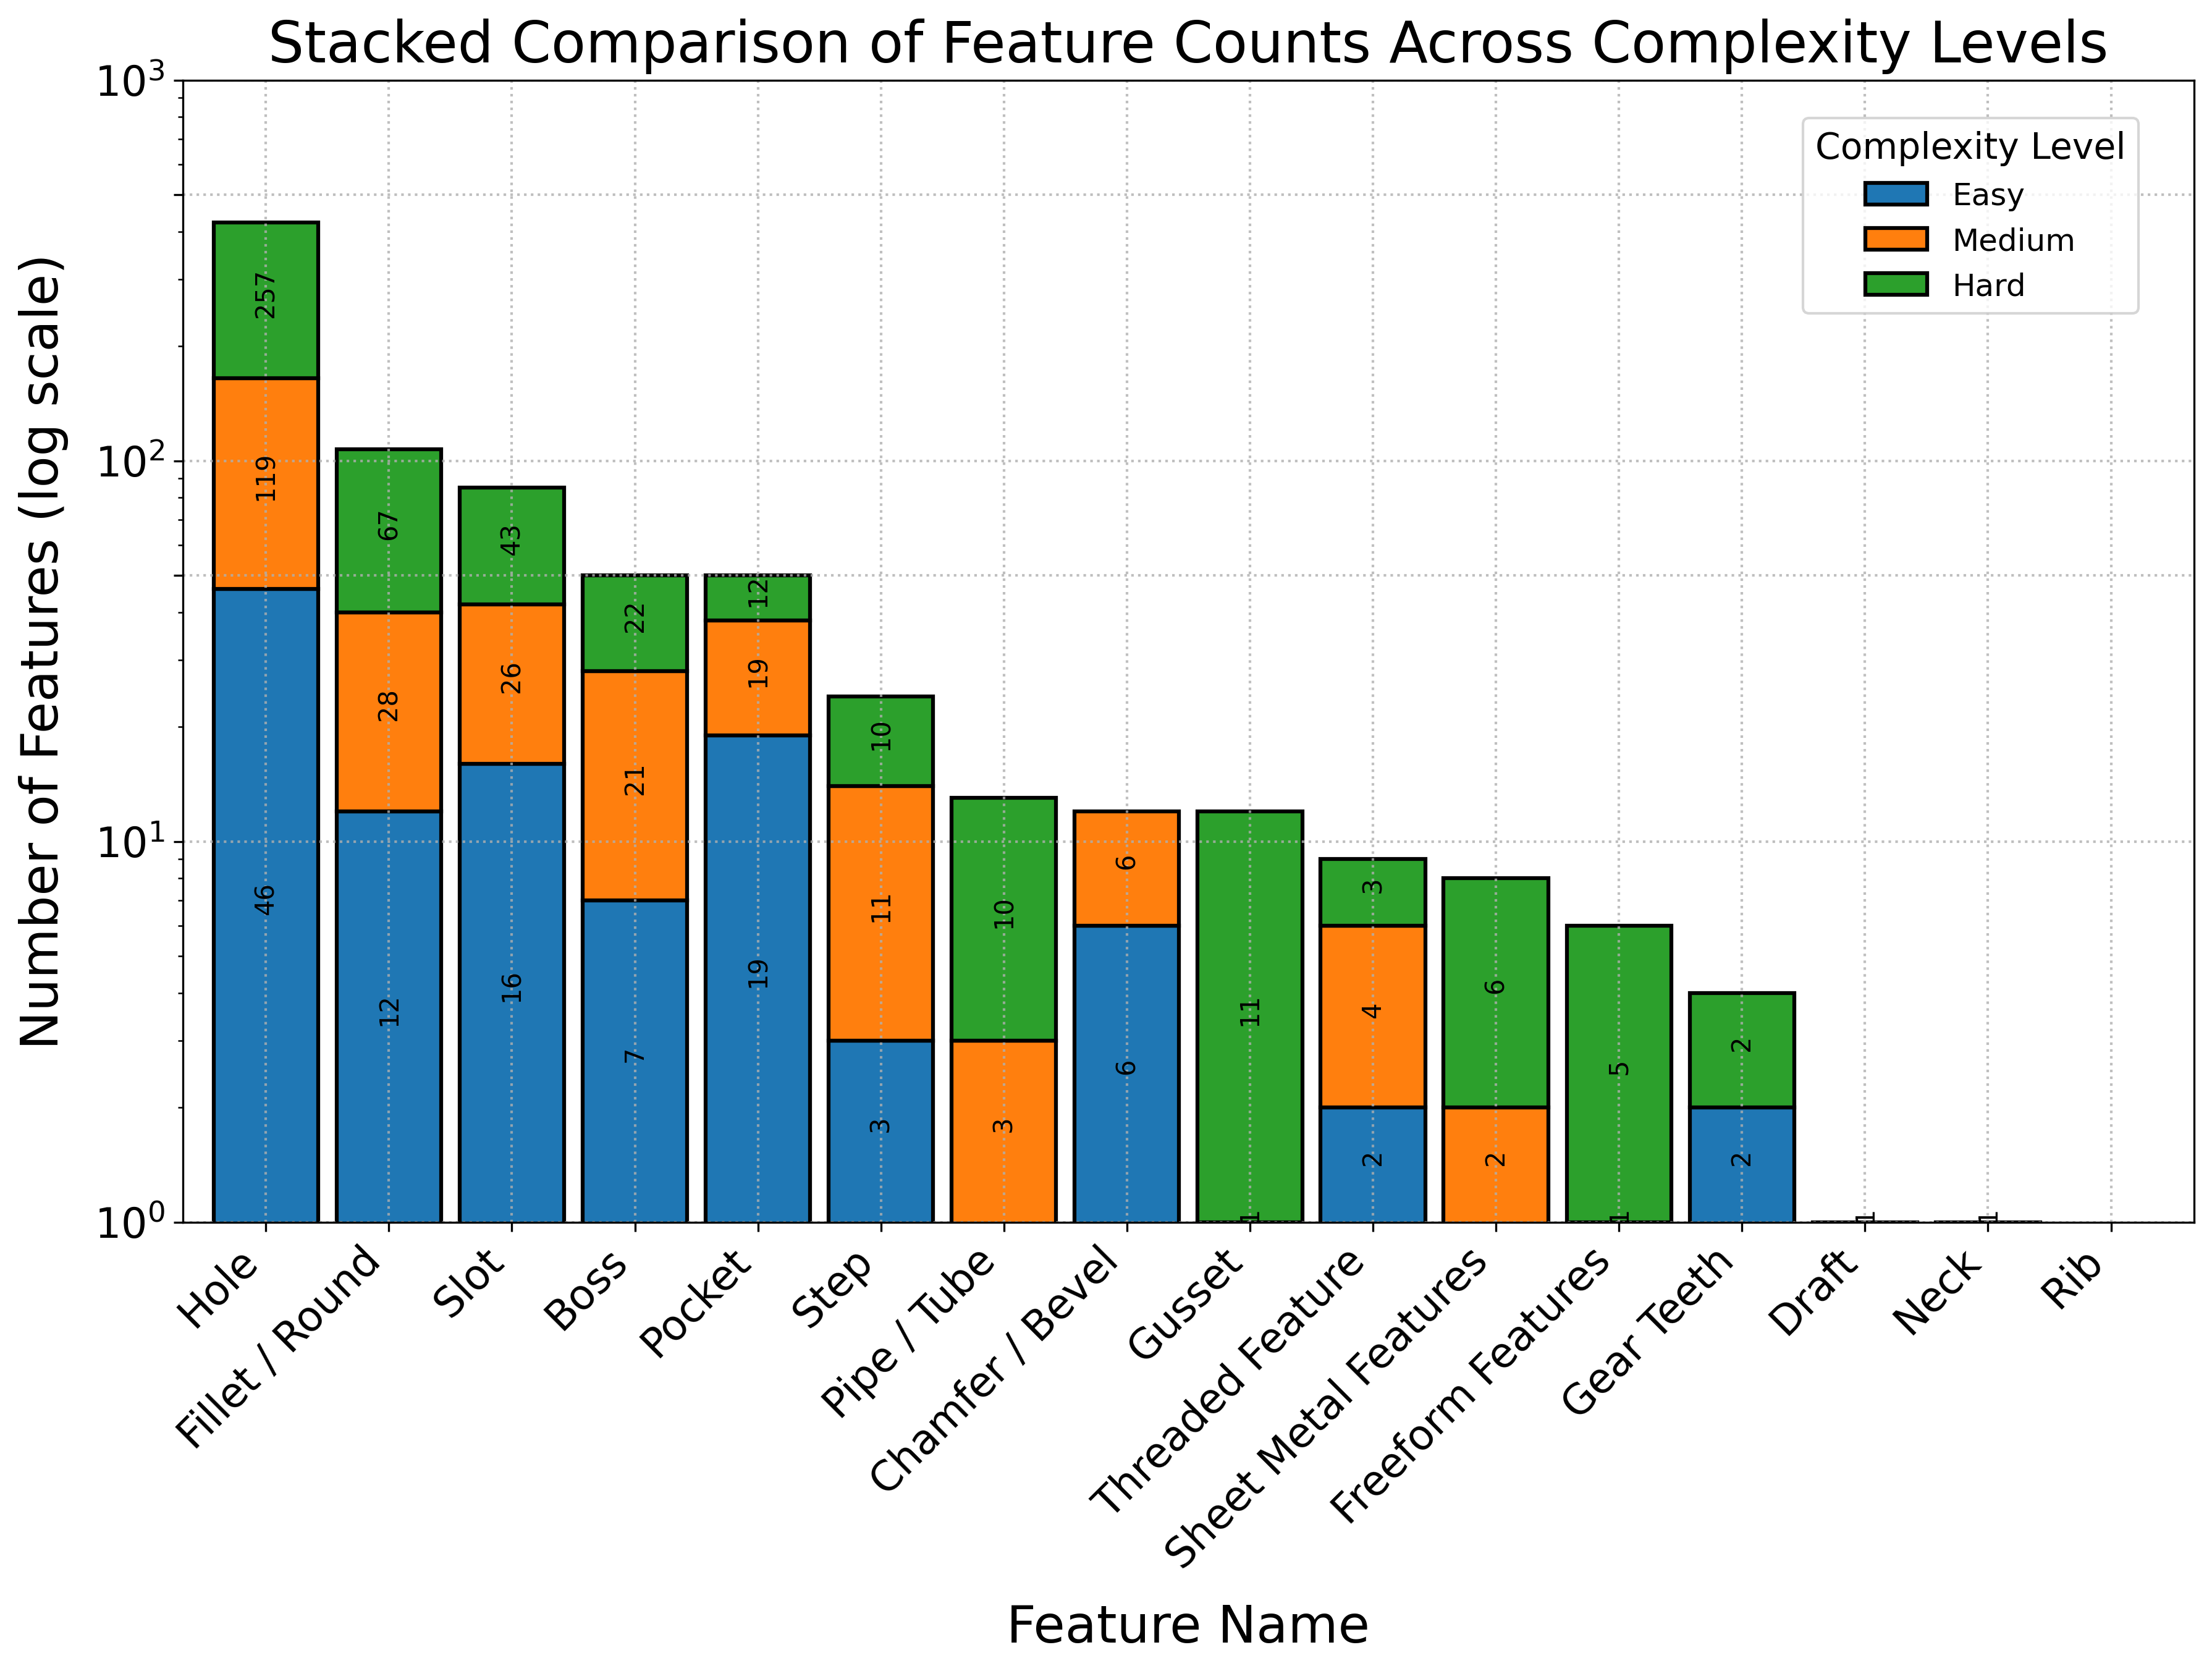 Stacked Comparison of Feature Counts Across Complexity Levels
Number of Features (log scale)
10³
10²
10¹
10⁰
Complexity Level
Easy
Medium
Hard
257
119
46
67
28
12
43
26
16
22
21
7
12
19
19
10
11
3
10
3
6
6
11
1
3
4
2
6
2
5
1
2
2
1
1
Hole
Fillet / Round
Slot
Boss
Pocket
Step
Pipe / Tube
Chamfer / Bevel
Gusset
Threaded Feature
Sheet Metal Features
Freeform Features
Gear Teeth
Draft
Neck
Rib
Feature Name